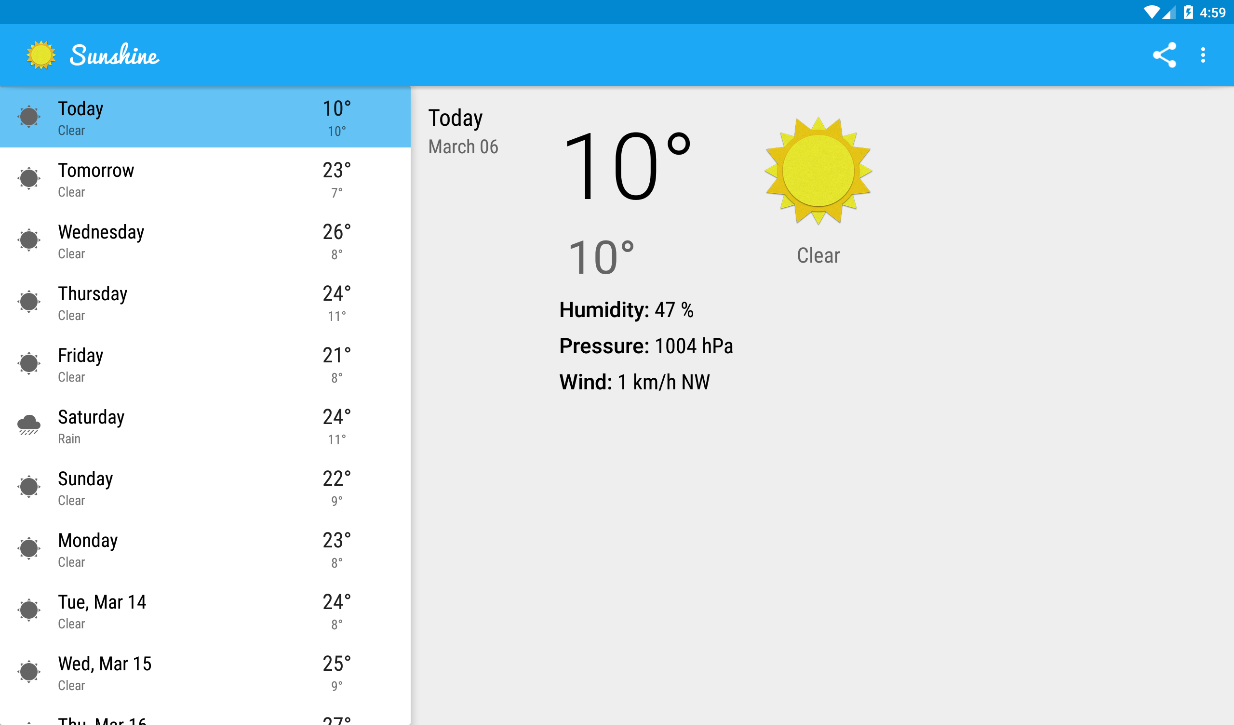 4:59
Sunshine
Today 10°
Clear 10°
Tomorrow 23°
Clear 7°
Wednesday 26°
Clear 8°
Thursday 24°
Clear 11°
Friday 21°
Clear 8°
Saturday 24°
Rain 11°
Sunday 22°
Clear 9°
Monday 23°
Clear 8°
Tue, Mar 14 24°
Clear 8°
Wed, Mar 15 25°
Clear 9°
Thu, Mar 16 27°
Today
March 06
10°
10°
Clear
Humidity: 47 %
Pressure: 1004 hPa
Wind: 1 km/h NW